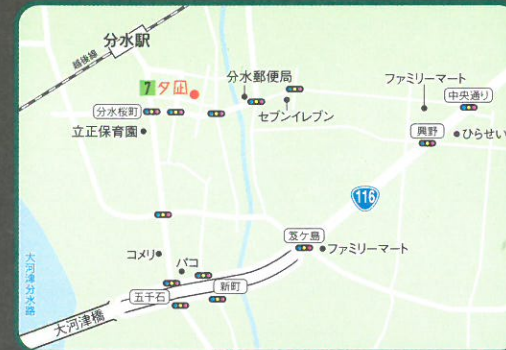 分水駅
越後線
7 夕凪
分水郵便局
ファミリーマート
中央通り
分水桜町
セブンイレブン
興野
ひらせい
立正保育園
116
大河津分水路
コメリ
パコ
笈ケ島
ファミリーマート
新町
五千石
大河津橋